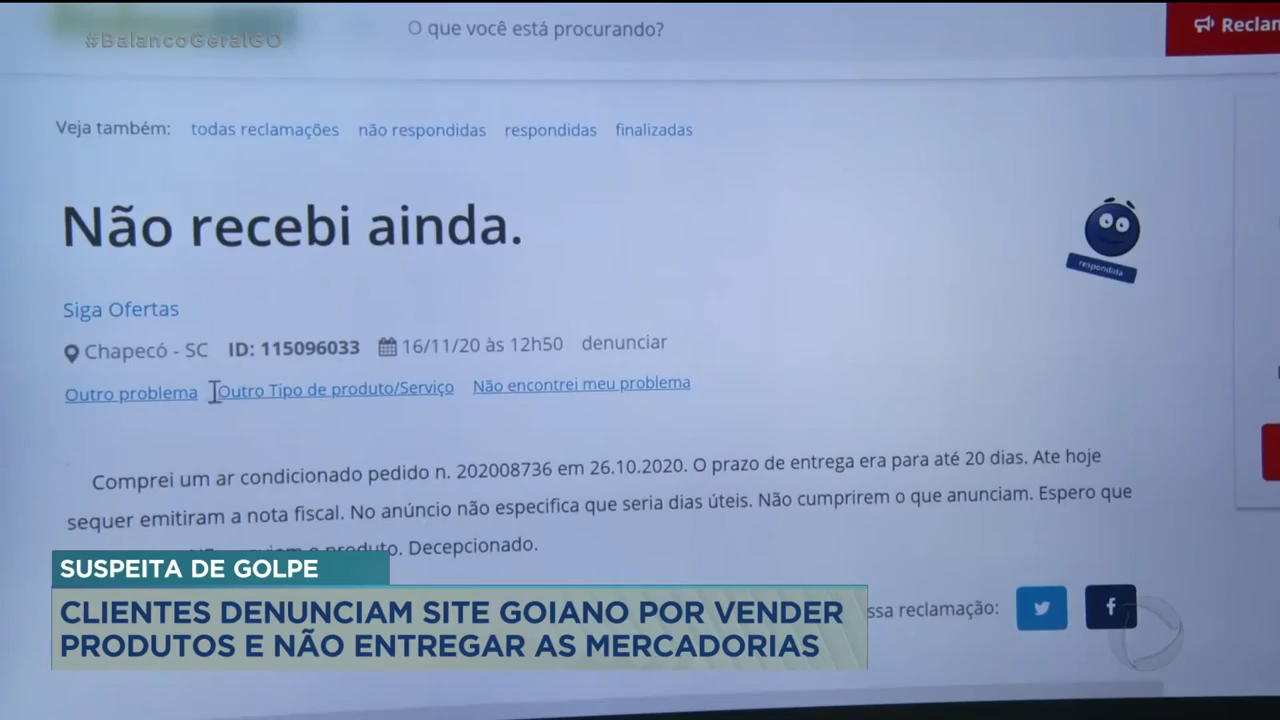 #BalancoGeralGO
O que você está procurando?
Reclan
Veja também: todas reclamações não respondidas respondidas finalizadas
Não recebi ainda.
respondida
Siga Ofertas
Chapecó - SC ID: 115096033 16/11/20 às 12h50 denunciar
Outro problema Outro Tipo de produto/Serviço Não encontrei meu problema
Comprei um ar condicionado pedido n. 202008736 em 26.10.2020. O prazo de entrega era para até 20 dias. Ate hoje
sequer emitiram a nota fiscal. No anúncio não especifica que seria dias úteis. Não cumprirem o que anunciam. Espero que
o produto. Decepcionado.
SUSPEITA DE GOLPE
CLIENTES DENUNCIAM SITE GOIANO POR VENDER
PRODUTOS E NÃO ENTREGAR AS MERCADORIAS
ssa reclamação: